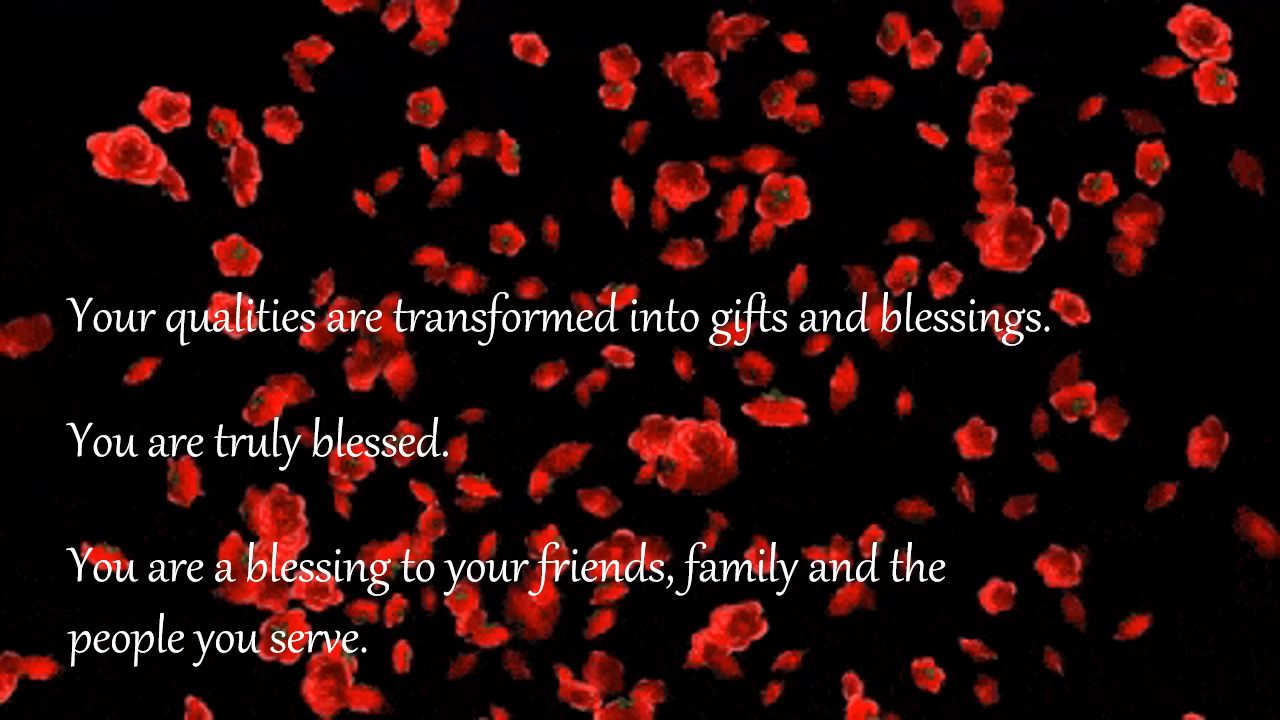 Your qualities are transformed into gifts and blessings.
You are truly blessed.
You are a blessing to your friends, family and the
people you serve.